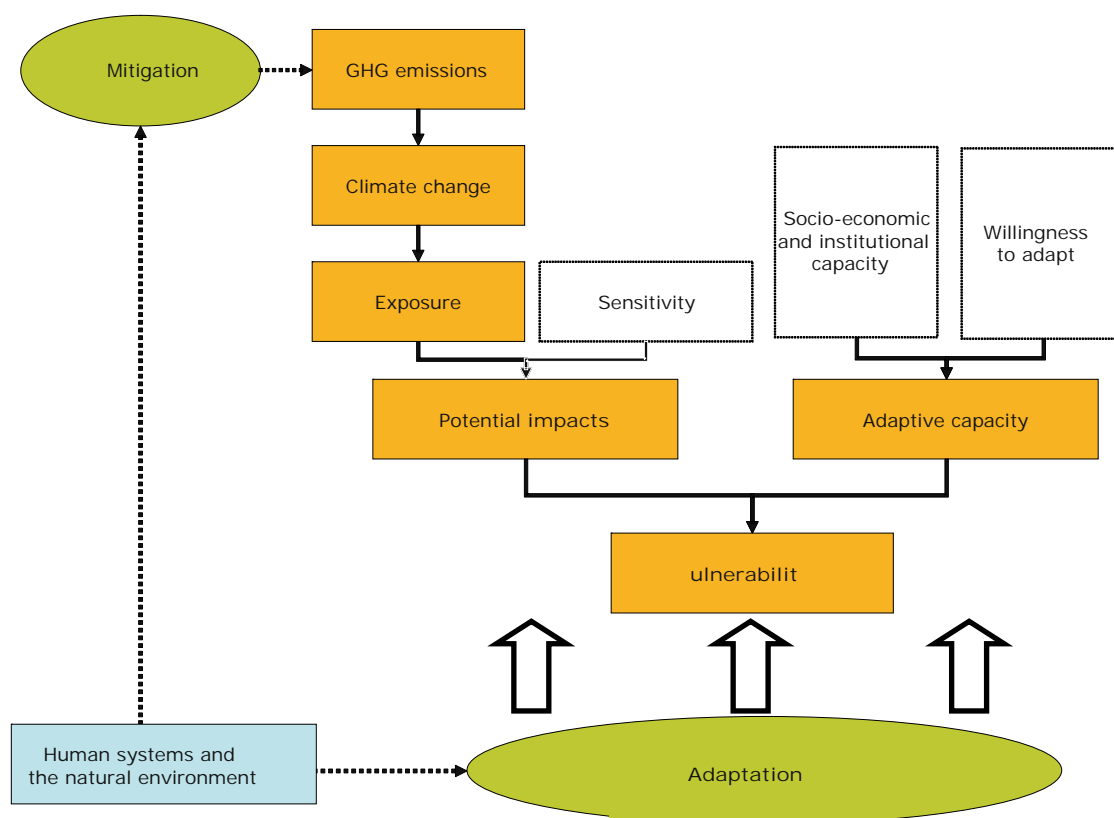 Mitigation
GHG emissions
Climate change
Socio-economic
and institutional
capacity
Willingness
to adapt
Exposure
Sensitivity
Potential impacts
Adaptive capacity
ulnerabilit
Human systems and
the natural environment
Adaptation